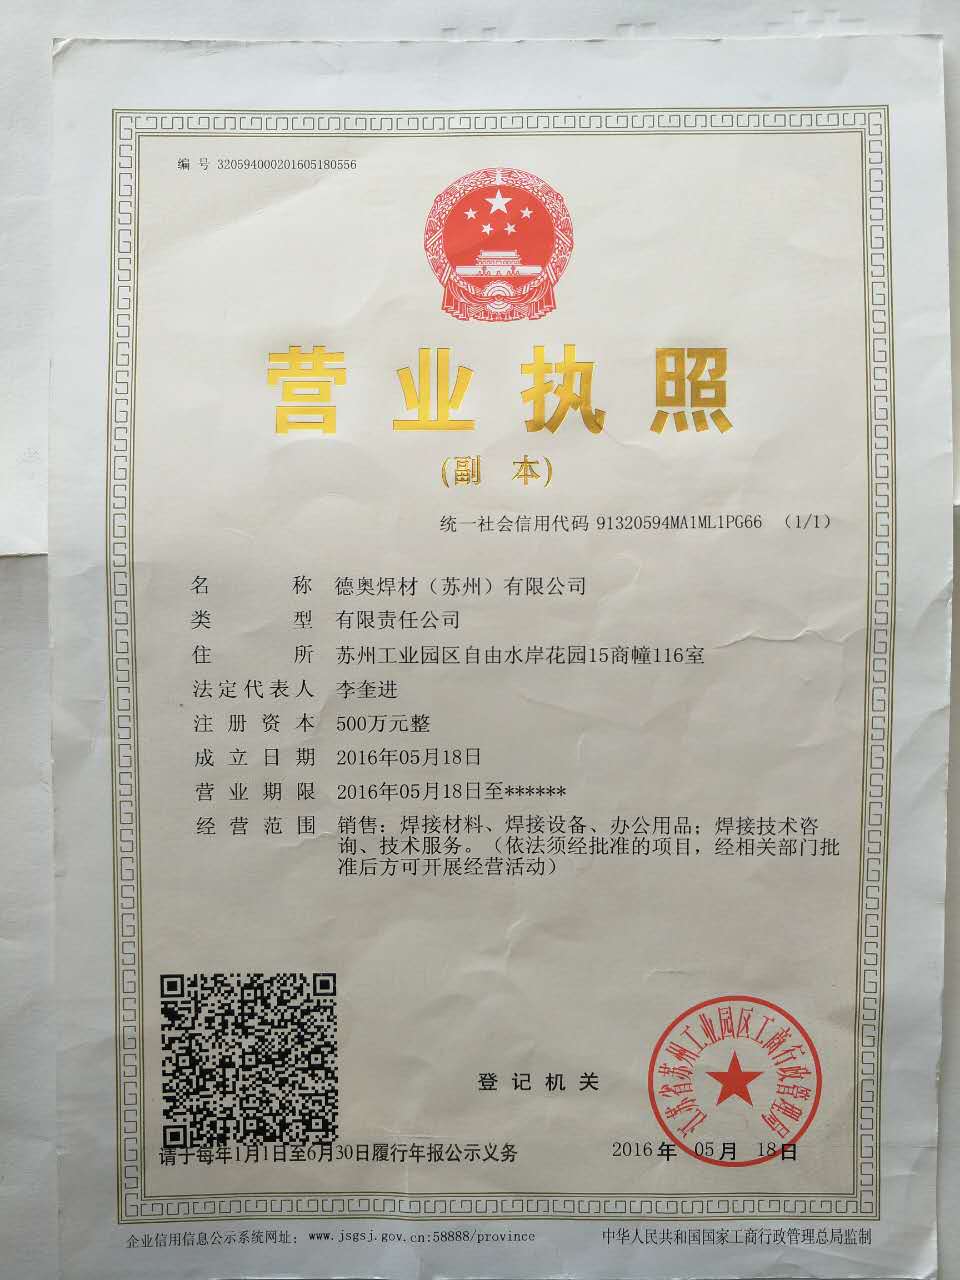 编 号 320594000201605180556
营业执照
(副 本)
统一社会信用代码 91320594MA1ML1PG66 (1/1)
名 称 德奥焊材（苏州）有限公司
类 型 有限责任公司
住 所 苏州工业园区自由水岸花园15商幢116室
法定代表人 李奎进
注 册 资 本 500万元整
成 立 日 期 2016年05月18日
营 业 期 限 2016年05月18日至******
经 营 范 围 销售：焊接材料、焊接设备、办公用品；焊接技术咨
询、技术服务。（依法须经批准的项目，经相关部门批
准后方可开展经营活动）
江苏省苏州工业园区工商行政管理局
登 记 机 关
请于每年1月1日至6月30日履行年报公示义务
2016 年 05 月 18 日
企业信用信息公示系统网址： www.jsgsj.gov.cn:58888/province
中华人民共和国国家工商行政管理总局监制